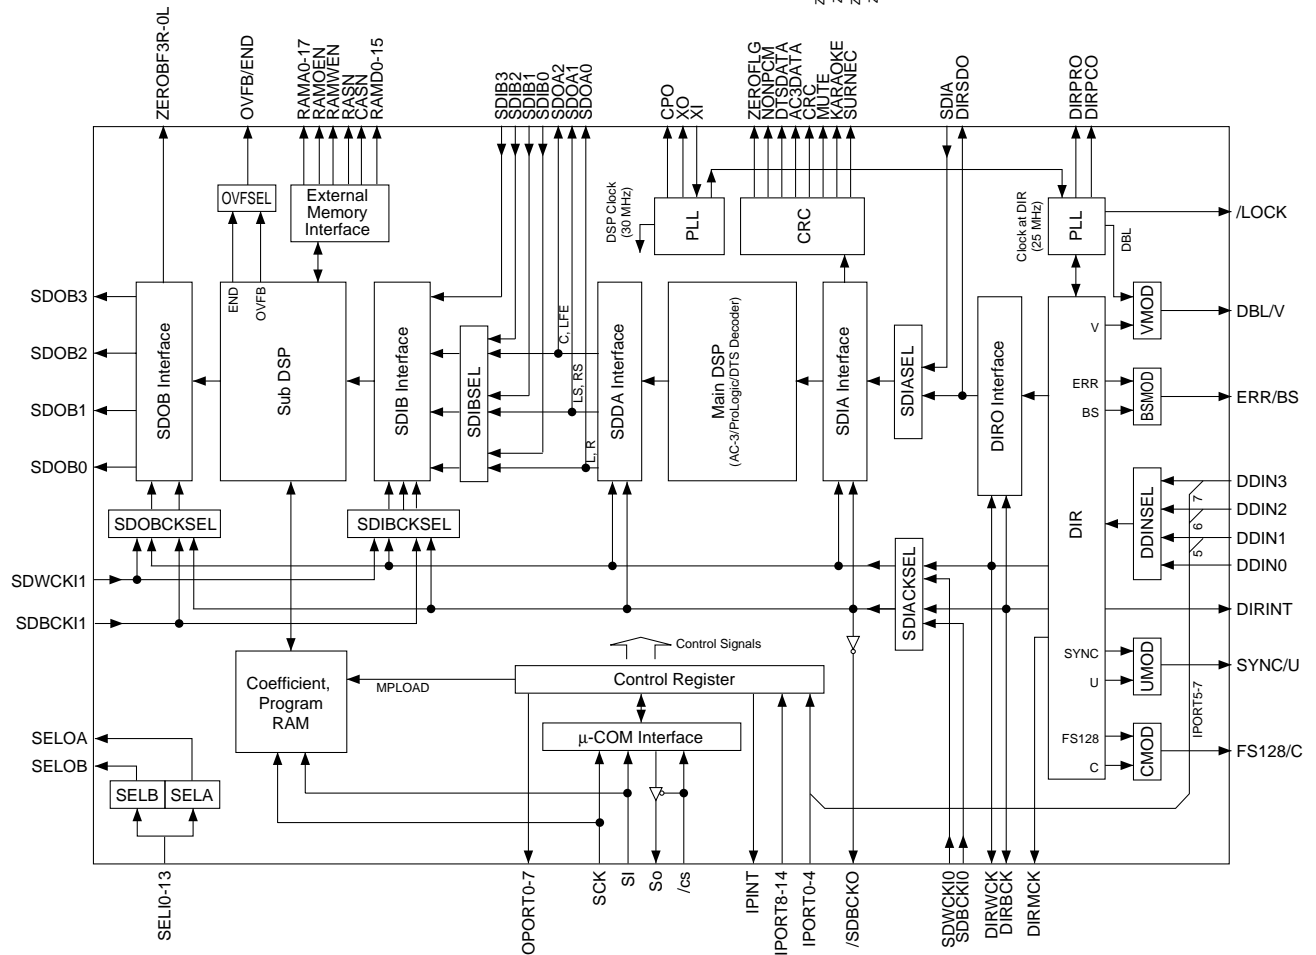 ZEROBF3R-0L
OVFB/END
RAMA0-17
RAMOEN
RAMWEN
RASN
CASN
RAMD0-15
SDIB3
SDIB2
SDIB1
SDIB0
SDOA2
SDOA1
SDOA0
CPO
XO
XI
ZEROFLG
NONPCM
DTSDATA
AC3DATA
CRC
MUTE
KARAOKE
SURNEC
SDIA
DIRSDO
DIRPRO
DIRPCO
OVFSEL
External
Memory
Interface
DSP Clock
(30 MHz)
PLL
CRC
Clock at DIR
(25 MHz)
PLL
DBL
/LOCK
SDOB3
SDOB2
SDOB1
SDOB0
SDOB Interface
END
OVFB
Sub DSP
SDIB Interface
SDIBSEL
C, LFE
LS, RS
L, R
SDDA Interface
Main DSP
(AC-3/ProLogic/DTS Decoder)
SDIA Interface
SDIASEL
DIRO Interface
DIR
V
VMOD
DBL/V
ERR
BS
BSMOD
ERR/BS
DDINSEL
7
6
5
DDIN3
DDIN2
DDIN1
DDIN0
SDOBCKSEL
SDIBCKSEL
SDIACKSEL
SDWCKI1
SDBCKI1
DIRINT
Control Signals
Coefficient,
Program
RAM
MPLOAD
Control Register
µ-COM Interface
SYNC
U
UMOD
SYNC/U
IPORT5-7
FS128
C
CMOD
FS128/C
SELOA
SELOB
SELB
SELA
SELI0-13
OPORT0-7
SCK
SI
So
/cs
IPINT
IPORT8-14
IPORT0-4
/SDBCKO
SDWCKI0
SDBCKI0
DIRWCK
DIRBCK
DIRMCK